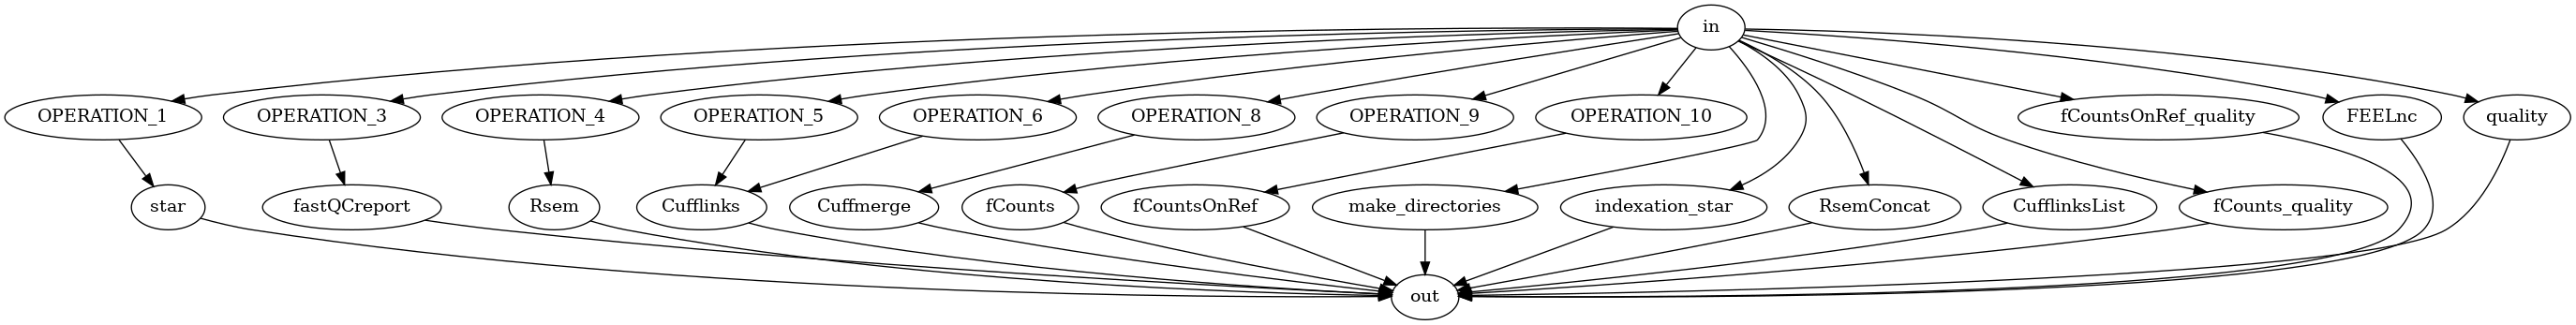 in
OPERATION_1
OPERATION_3
OPERATION_4
OPERATION_5
OPERATION_6
OPERATION_8
OPERATION_9
OPERATION_10
fCountsOnRef_quality
FEELnc
quality
star
fastQCreport
Rsem
Cufflinks
Cuffmerge
fCounts
fCountsOnRef
make_directories
indexation_star
RsemConcat
CufflinksList
fCounts_quality
out